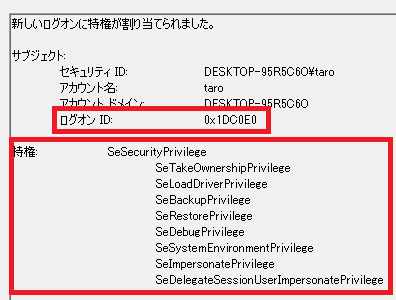 新しいログオンに特権が割り当てられました。
サブジェクト:
セキュリティ ID: DESKTOP-95R5C6O¥taro
アカウント名: taro
アカウント ドメイン: DESKTOP-95R5C6O
ログオン ID: 0x1DC0E0
特権: SeSecurityPrivilege
SeTakeOwnershipPrivilege
SeLoadDriverPrivilege
SeBackupPrivilege
SeRestorePrivilege
SeDebugPrivilege
SeSystemEnvironmentPrivilege
SeImpersonatePrivilege
SeDelegateSessionUserImpersonatePrivilege